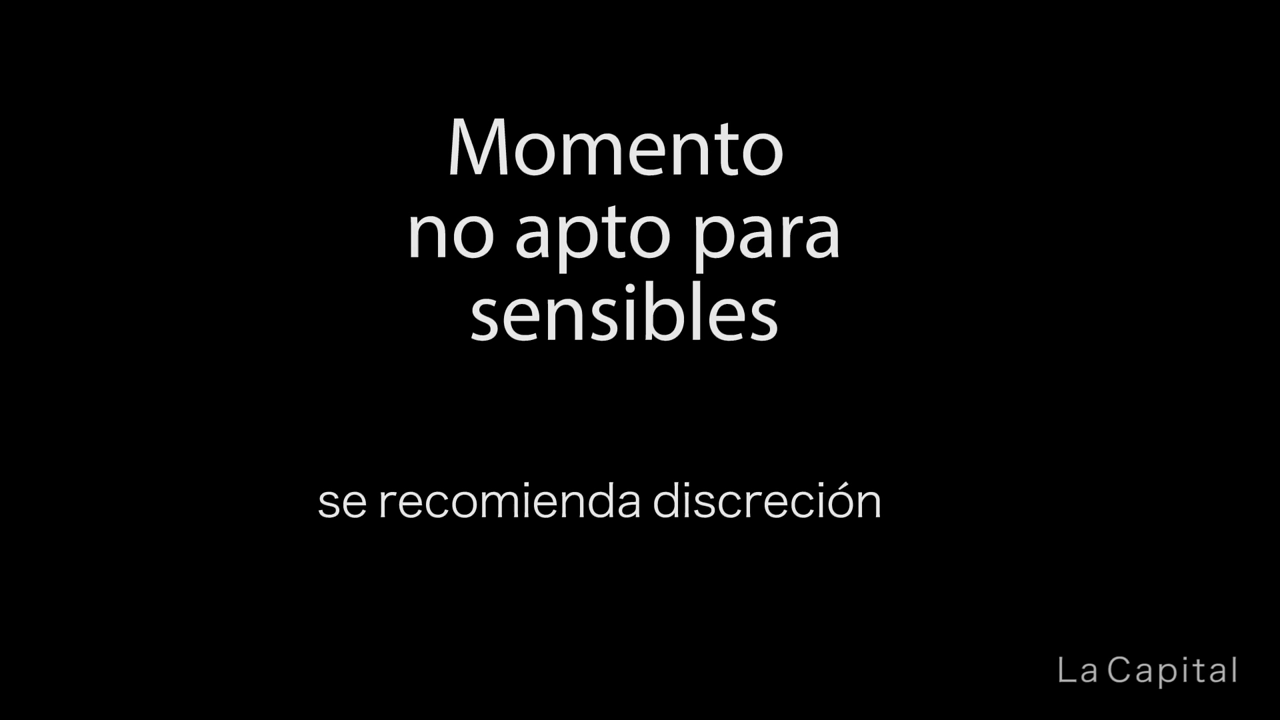 Momento
no apto para
sensibles
se recomienda discreción
La Capital